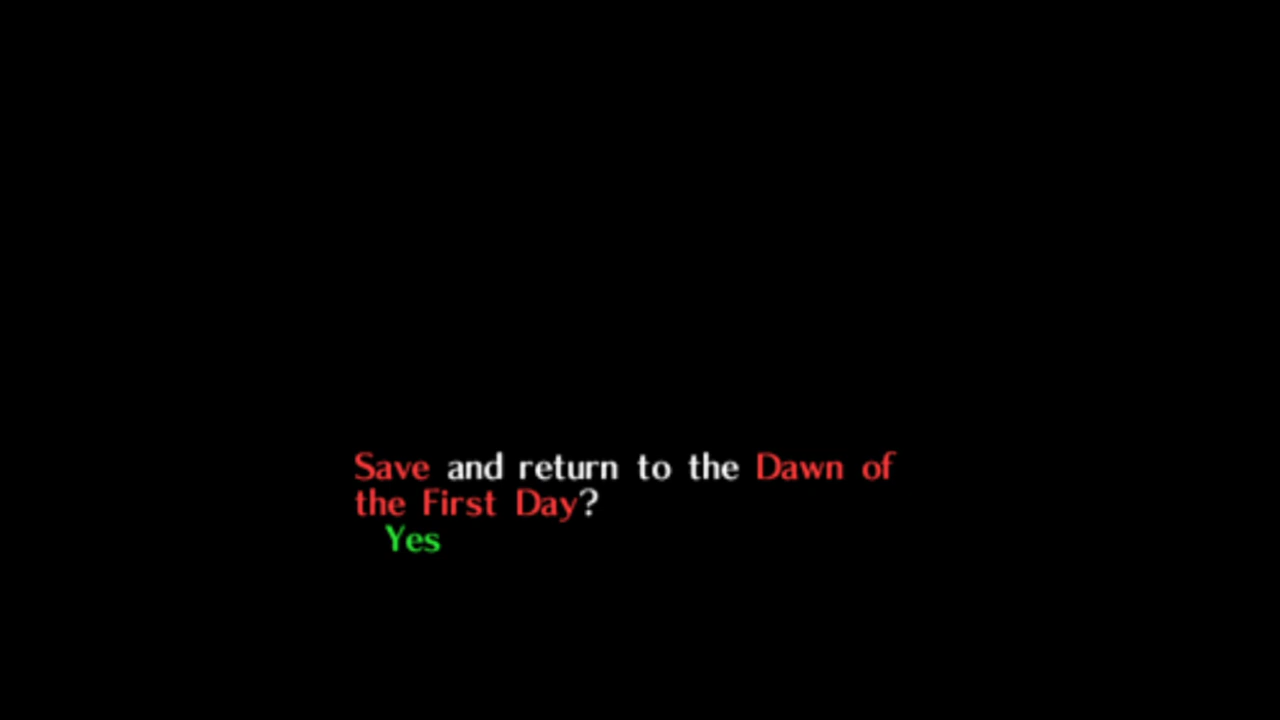 Save and return to the Dawn of
the First Day?
Yes